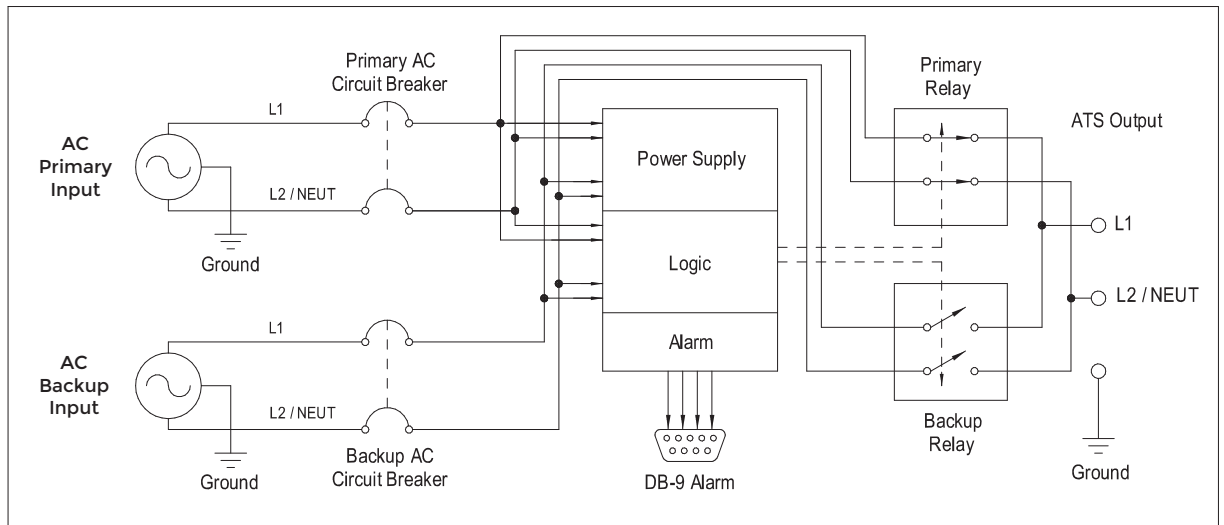 Primary AC
Circuit Breaker
L1
AC
Primary
Input
L2 / NEUT
Ground
Power Supply
Logic
Alarm
DB-9 Alarm
Primary
Relay
ATS Output
L1
L2 / NEUT
Ground
Backup
Relay
L1
AC
Backup
Input
L2 / NEUT
Ground
Backup AC
Circuit Breaker